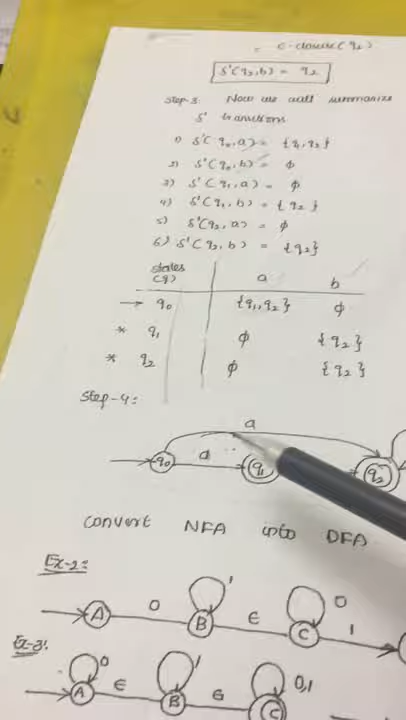 = ε-closure(q2)
δ'(q2,b) = q2
Step-3: Now we will summarize
δ' transitions
1) δ'(q0,a) = {q1,q2}
2) δ'(q0,b) = ϕ
3) δ'(q1,a) = ϕ
4) δ'(q1,b) = {q2}
5) δ'(q2,a) = ϕ
6) δ'(q2,b) = {q2}
states
(q) a b
→ q0 {q1,q2} ϕ
* q1 ϕ {q2}
* q2 ϕ {q2}
Step-4:
a
q0 a q1 q2
convert NFA into DFA
Ex-2:
1 0
A 0 B ε C 1
Ex-3:
0 1 0,1
A ε B ε C